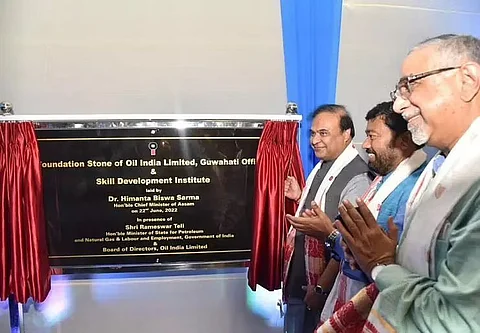 Foundation Stone of Oil India Limited, Guwahati Offi
&
Skill Development Institute
laid by
Dr. Himanta Biswa Sarma
Hon'ble Chief Minister of Assam
on 22nd June, 2022
In presence of
Shri Rameswar Teli
Hon'ble Minister of State for Petroleum
and Natural Gas & Labour and Employment, Government of India
Board of Directors, Oil India Limited